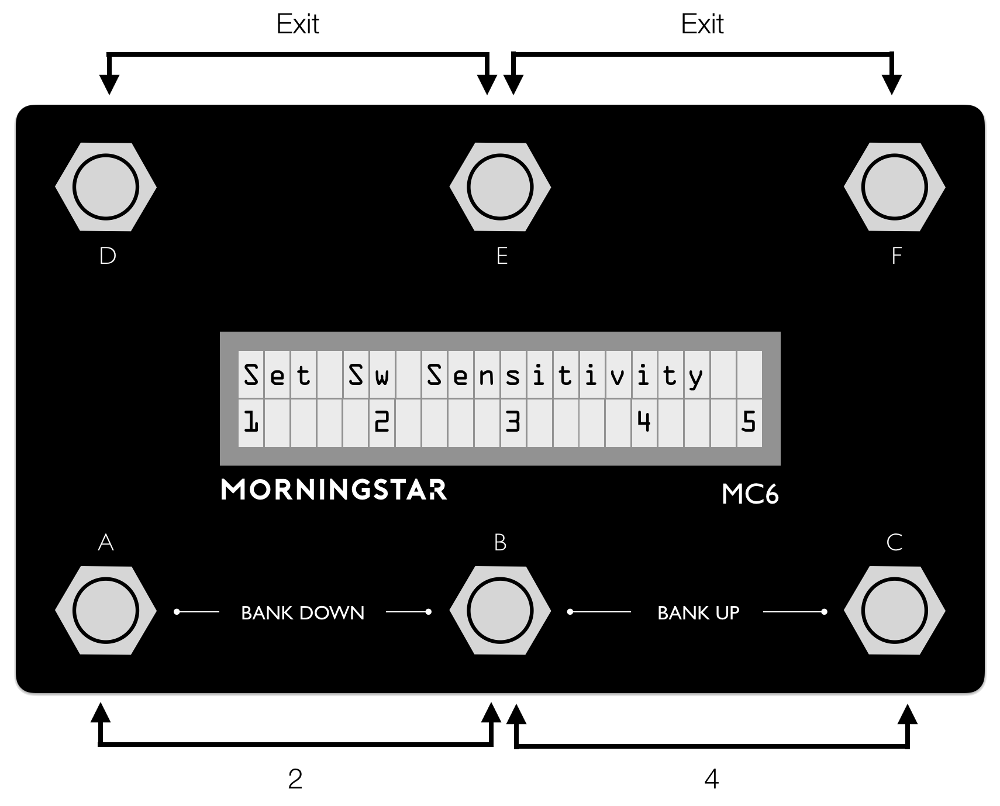 Exit Exit
D E F
Set Sw Sensitivity
1 2 3 4 5
MORNINGSTAR MC6
A B C
BANK DOWN BANK UP
2 4